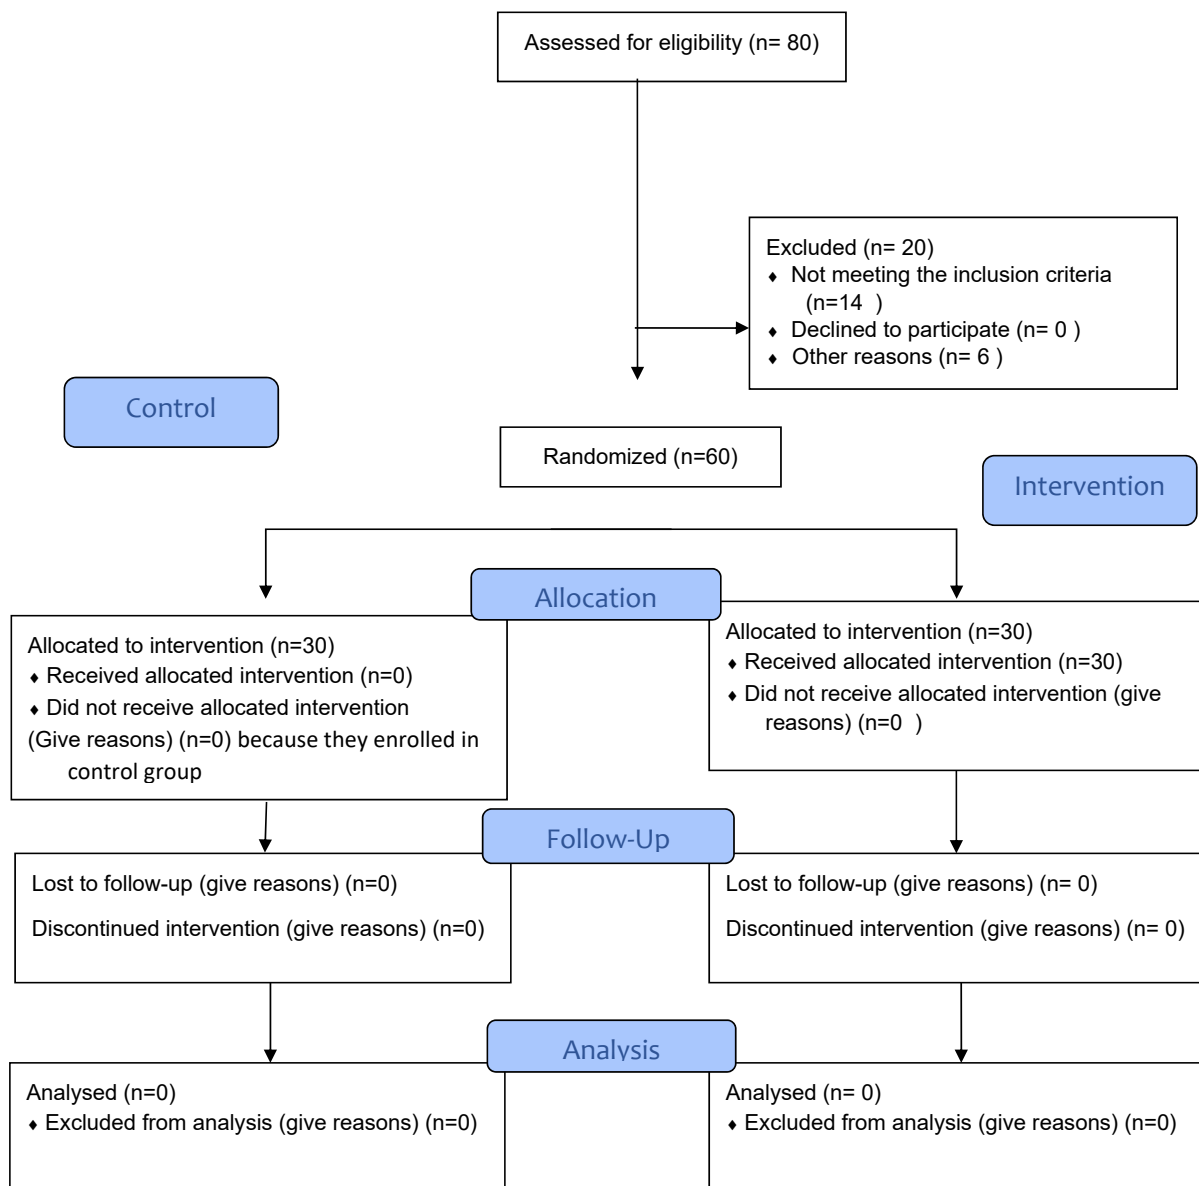 Assessed for eligibility (n= 80)
Excluded (n= 20)
♦ Not meeting the inclusion criteria
(n=14 )
♦ Declined to participate (n= 0 )
♦ Other reasons (n= 6 )
Control
Randomized (n=60)
Intervention
Allocation
Allocated to intervention (n=30)
♦ Received allocated intervention (n=0)
♦ Did not receive allocated intervention
(Give reasons) (n=0) because they enrolled in
control group
Allocated to intervention (n=30)
♦ Received allocated intervention (n=30)
♦ Did not receive allocated intervention (give
reasons) (n=0 )
Follow-Up
Lost to follow-up (give reasons) (n=0)
Discontinued intervention (give reasons) (n=0)
Lost to follow-up (give reasons) (n= 0)
Discontinued intervention (give reasons) (n= 0)
Analysis
Analysed (n=0)
♦ Excluded from analysis (give reasons) (n=0)
Analysed (n= 0)
♦ Excluded from analysis (give reasons) (n=0)